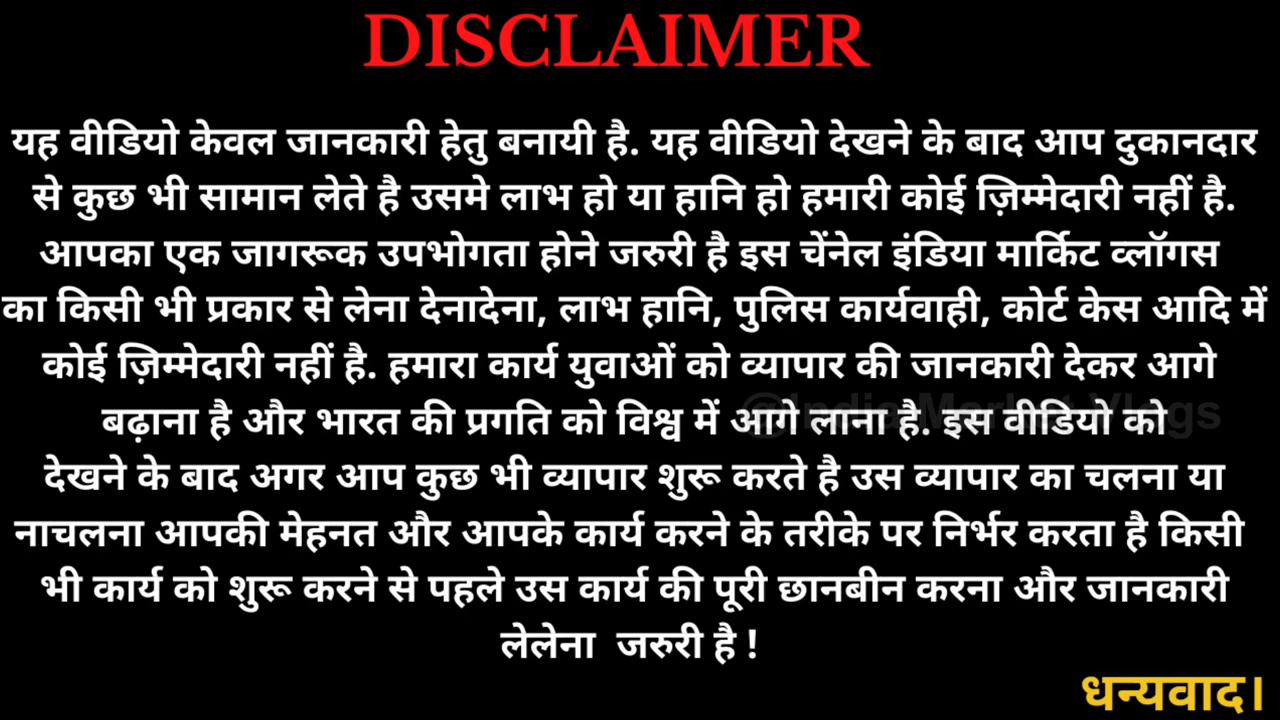 DISCLAIMER
यह वीडियो केवल जानकारी हेतु बनायी है. यह वीडियो देखने के बाद आप दुकानदार
से कुछ भी सामान लेते है उसमे लाभ हो या हानि हो हमारी कोई ज़िम्मेदारी नहीं है.
आपका एक जागरूक उपभोगता होने जरुरी है इस चेंनेल इंडिया मार्किट व्लॉगस
का किसी भी प्रकार से लेना देनादेना, लाभ हानि, पुलिस कार्यवाही, कोर्ट केस आदि में
कोई ज़िम्मेदारी नहीं है. हमारा कार्य युवाओं को व्यापार की जानकारी देकर आगे
बढ़ाना है और भारत की प्रगति को विश्व में आगे लाना है. इस वीडियो को
@India Market Vlogs
देखने के बाद अगर आप कुछ भी व्यापार शुरू करते है उस व्यापार का चलना या
नाचलना आपकी मेहनत और आपके कार्य करने के तरीके पर निर्भर करता है किसी
भी कार्य को शुरू करने से पहले उस कार्य की पूरी छानबीन करना और जानकारी
लेलेना जरुरी है !
धन्यवाद।